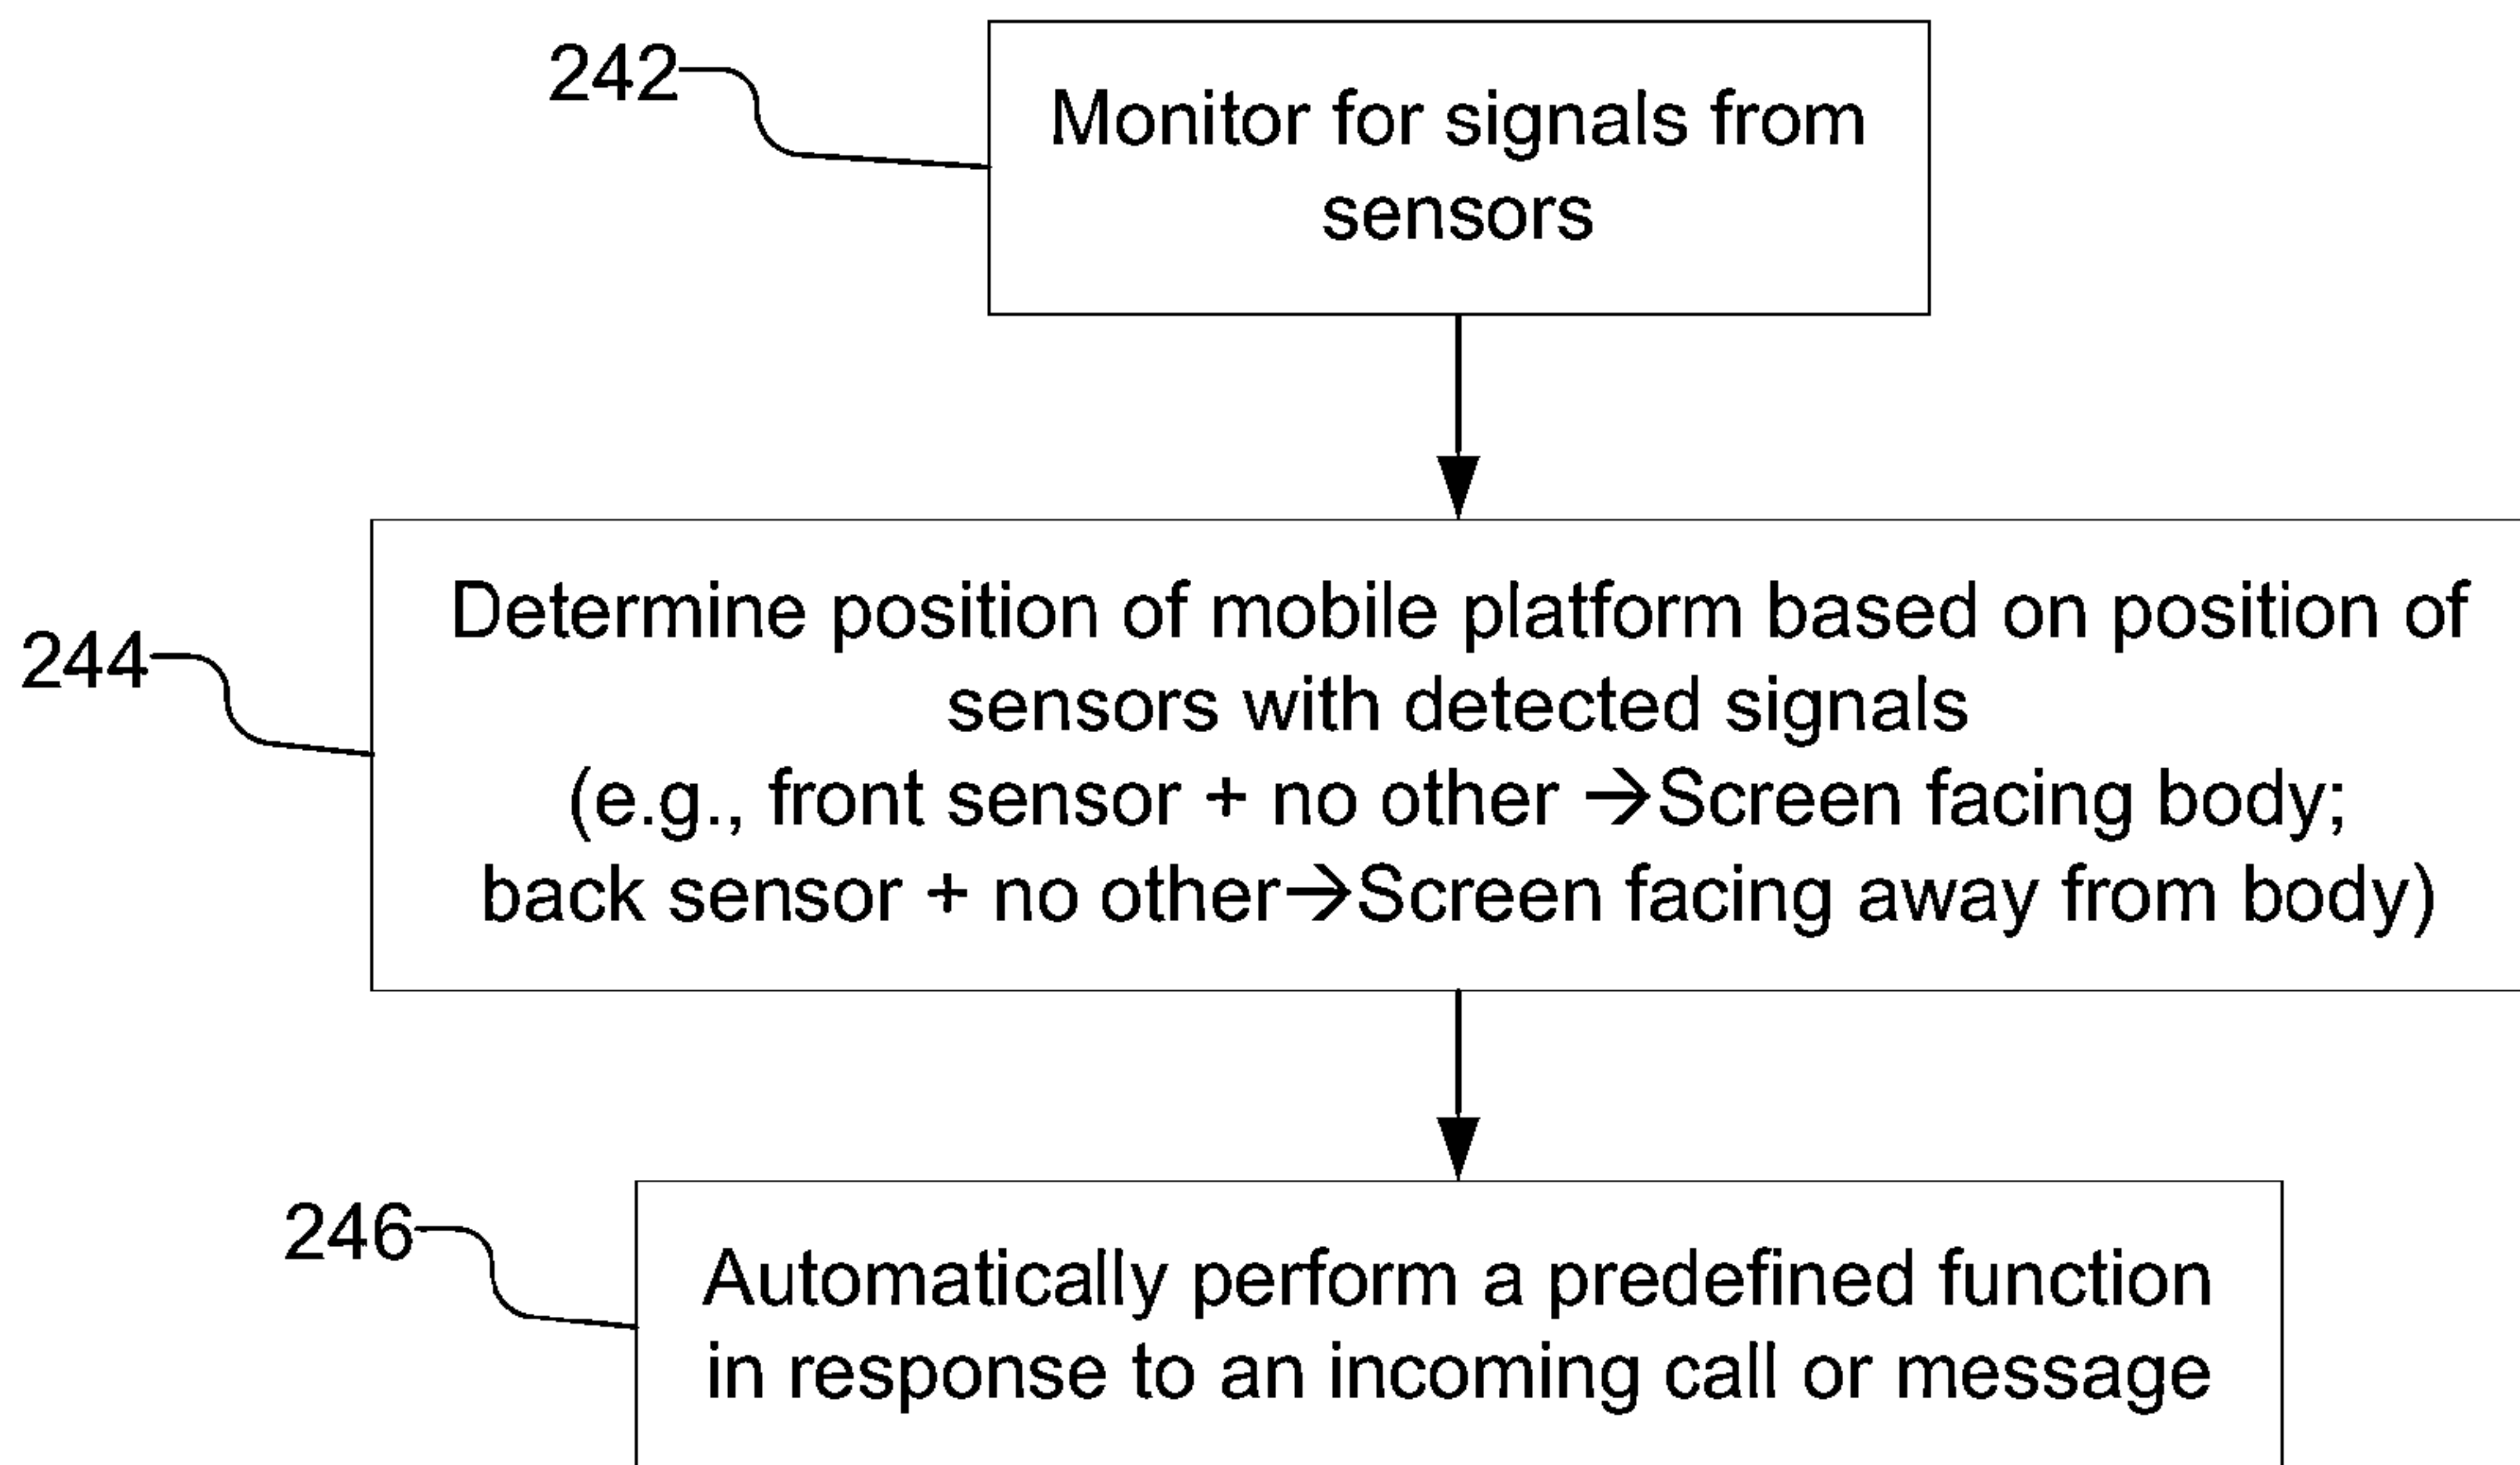 242
Monitor for signals from
sensors
244
Determine position of mobile platform based on position of
sensors with detected signals
(e.g., front sensor + no other →Screen facing body;
back sensor + no other→Screen facing away from body)
246
Automatically perform a predefined function
in response to an incoming call or message